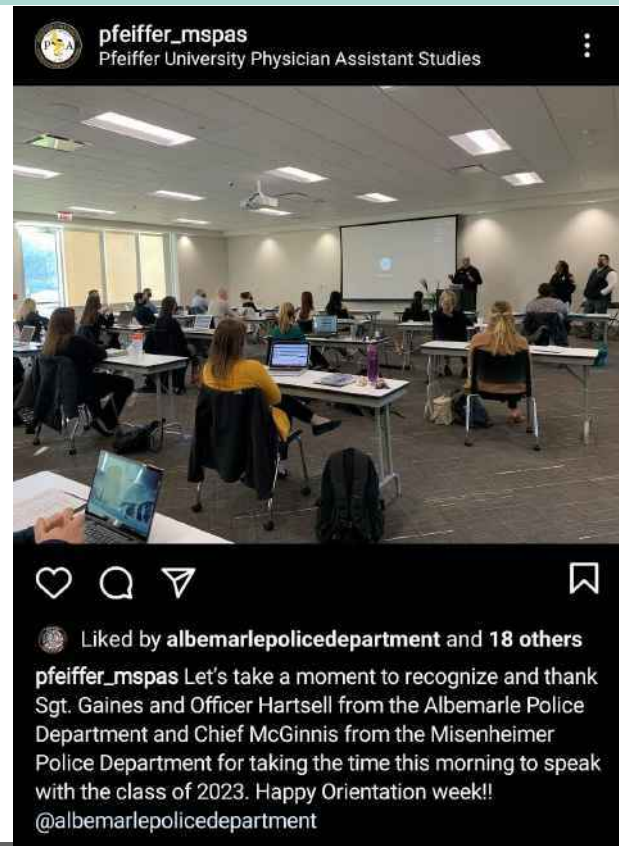 pfeiffer_mspas
Pfeiffer University Physician Assistant Studies
Liked by albemarlepolicedepartment and 18 others
pfeiffer_mspas Let's take a moment to recognize and thank
Sgt. Gaines and Officer Hartsell from the Albemarle Police
Department and Chief McGinnis from the Misenheimer
Police Department for taking the time this morning to speak
with the class of 2023. Happy Orientation week!!
@albemarlepolicedepartment